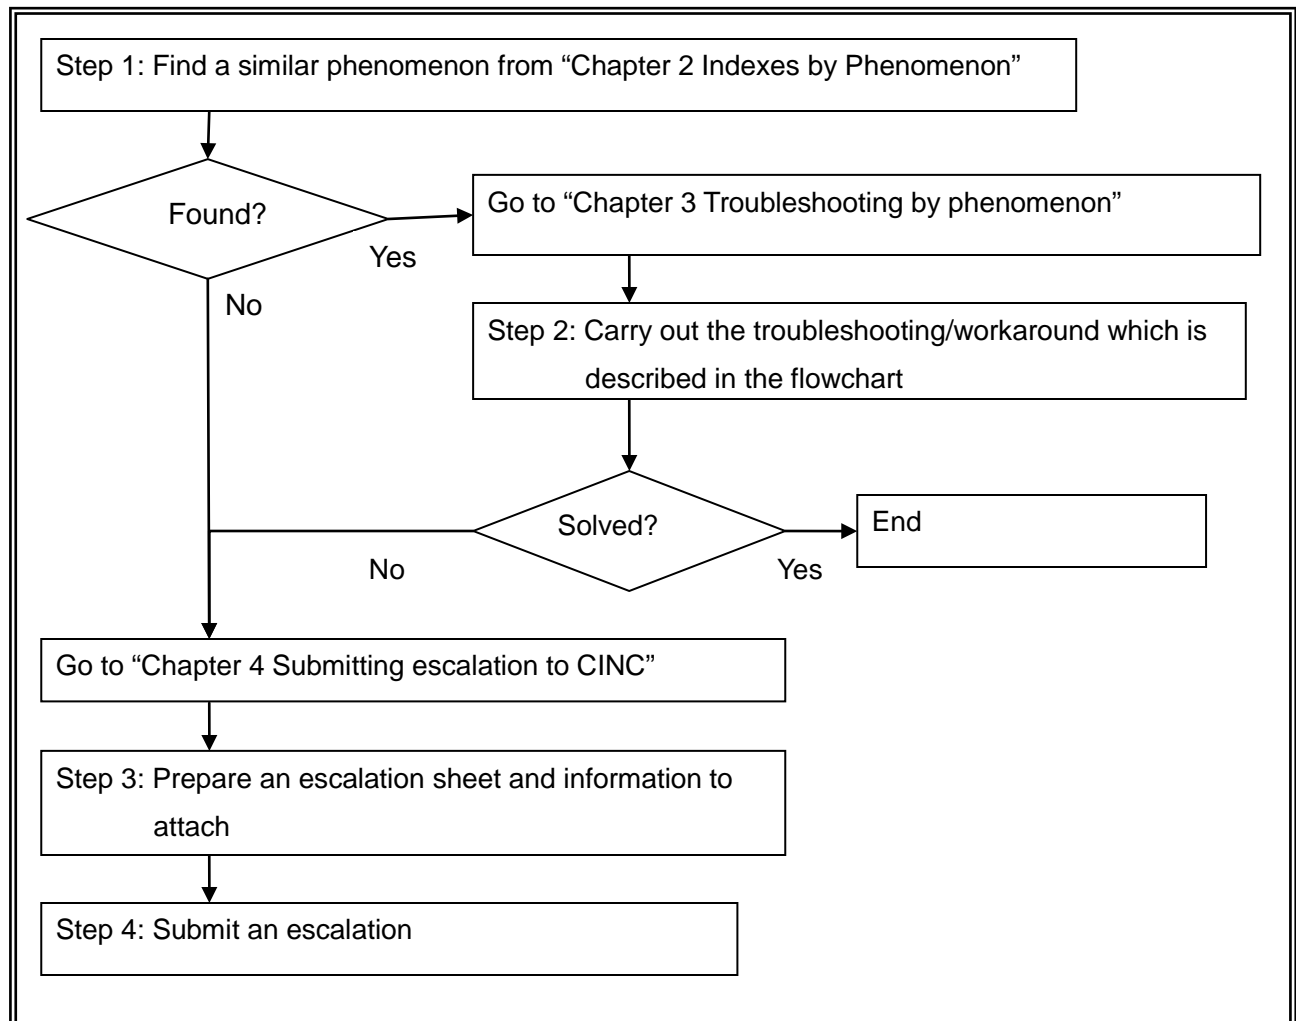 Step 1: Find a similar phenomenon from “Chapter 2 Indexes by Phenomenon”
Found?
Yes
No
Go to “Chapter 3 Troubleshooting by phenomenon”
Step 2: Carry out the troubleshooting/workaround which is
described in the flowchart
Solved?
No
Yes
End
Go to “Chapter 4 Submitting escalation to CINC”
Step 3: Prepare an escalation sheet and information to
attach
Step 4: Submit an escalation